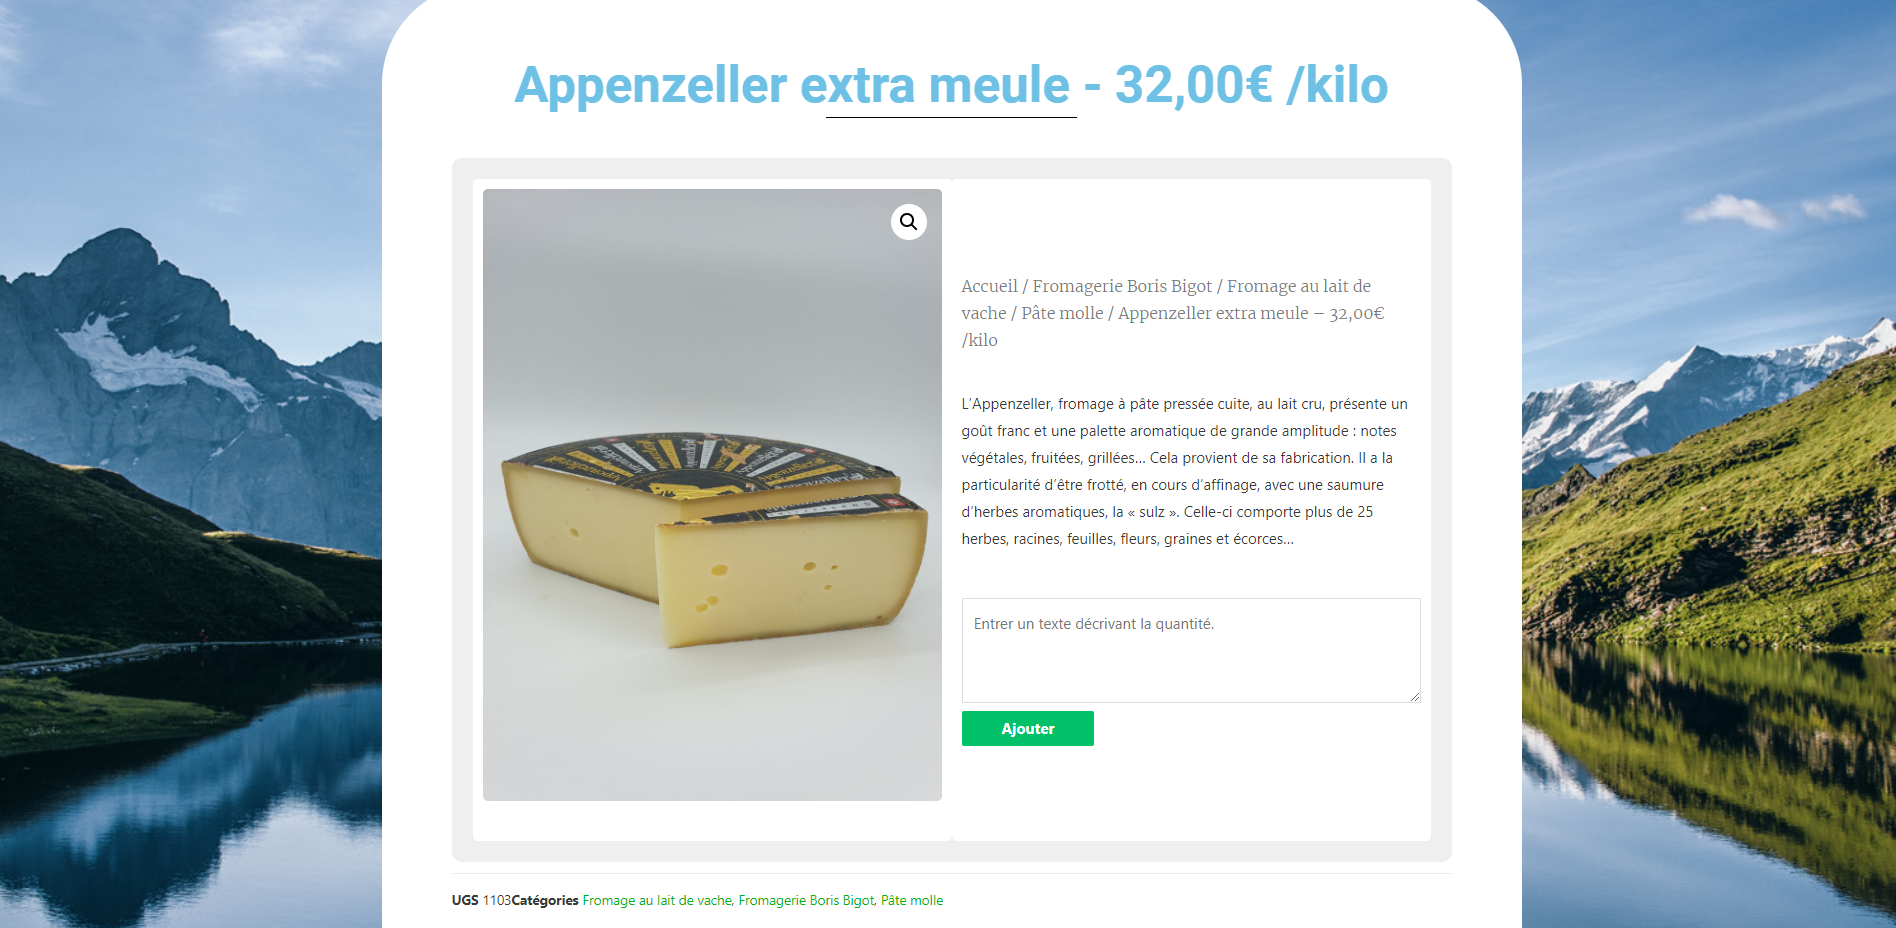 Appenzeller extra meule - 32,00€ /kilo
Accueil / Fromagerie Boris Bigot / Fromage au lait de
vache / Pâte molle / Appenzeller extra meule – 32,00€
/kilo
L’Appenzeller, fromage à pâte pressée cuite, au lait cru, présente un
goût franc et une palette aromatique de grande amplitude : notes
végétales, fruitées, grillées… Cela provient de sa fabrication. Il a la
particularité d’être frotté, en cours d’affinage, avec une saumure
d’herbes aromatiques, la « sulz ». Celle-ci comporte plus de 25
herbes, racines, feuilles, fleurs, graines et écorces…
Entrer un texte décrivant la quantité.
Ajouter
UGS 1103Catégories Fromage au lait de vache, Fromagerie Boris Bigot, Pâte molle